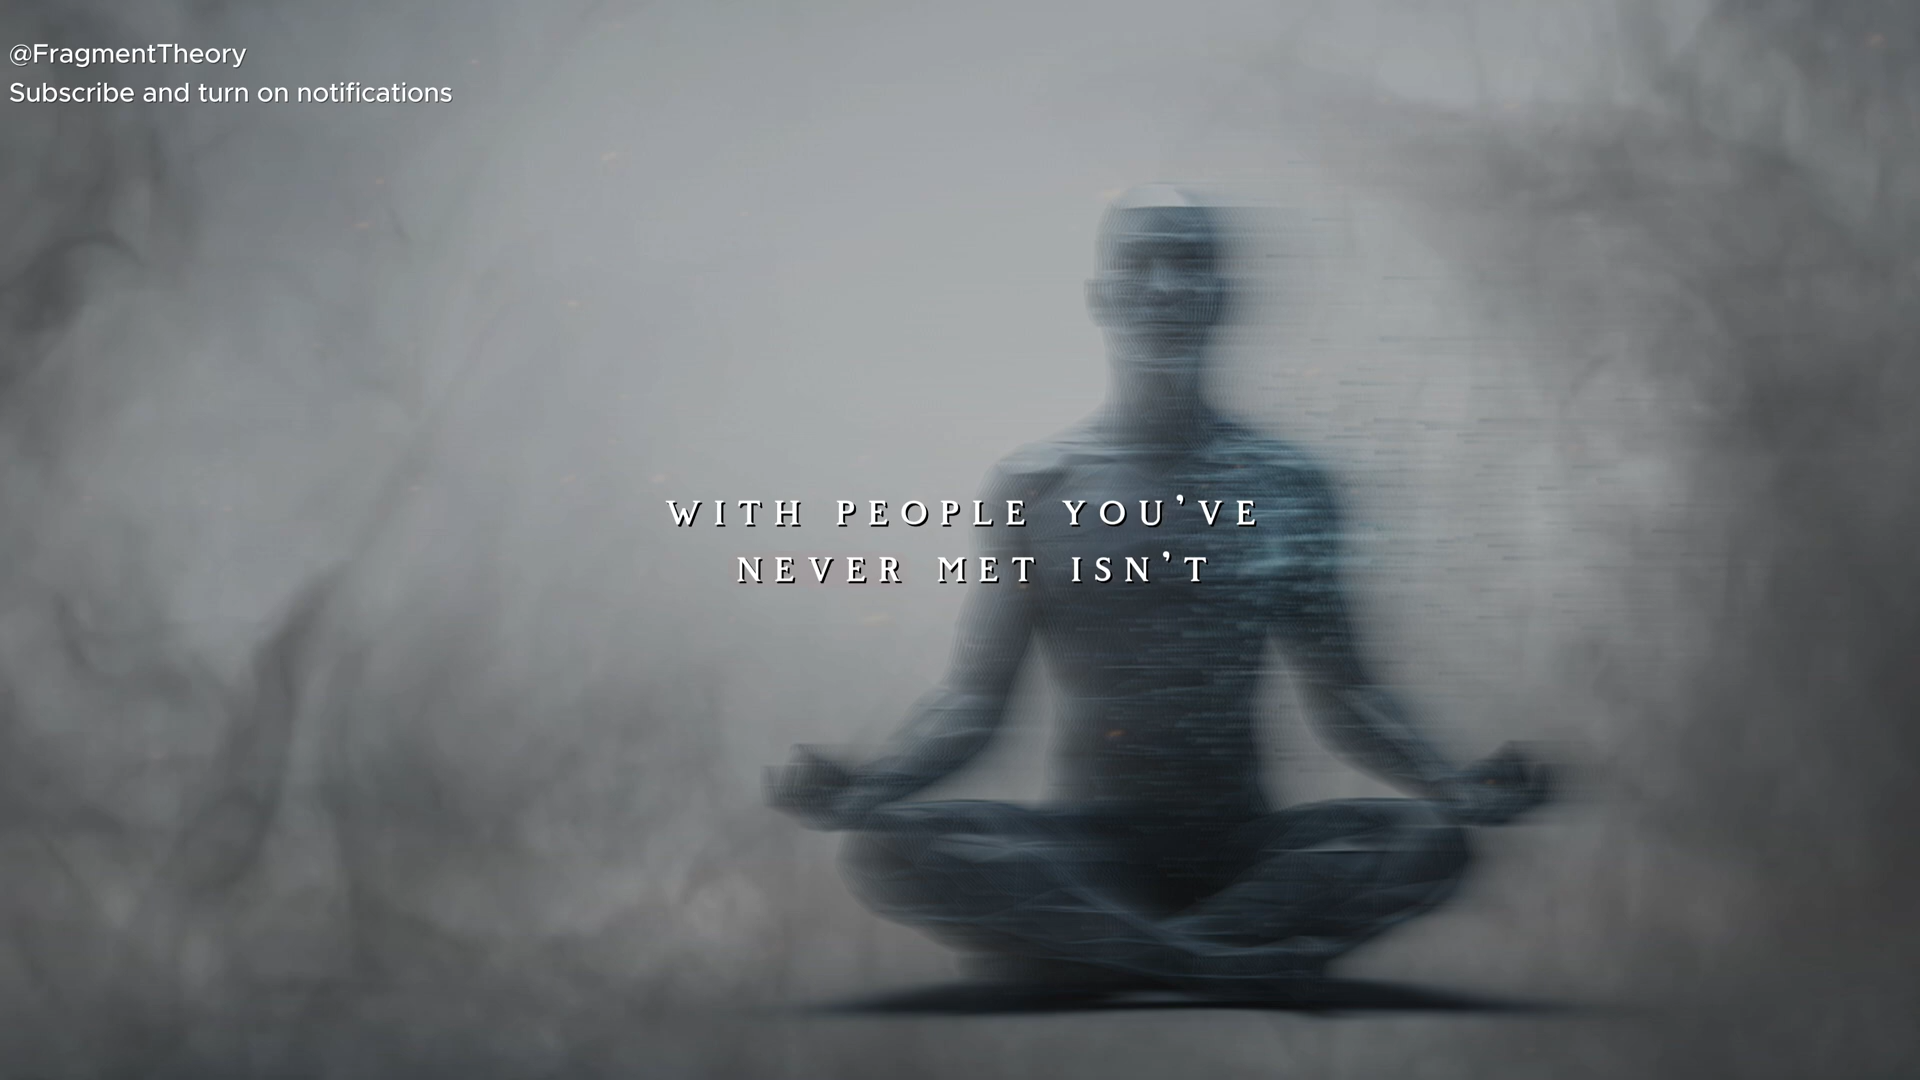 @FragmentTheory
Subscribe and turn on notifications
WITH PEOPLE YOU'VE
NEVER MET ISN'T